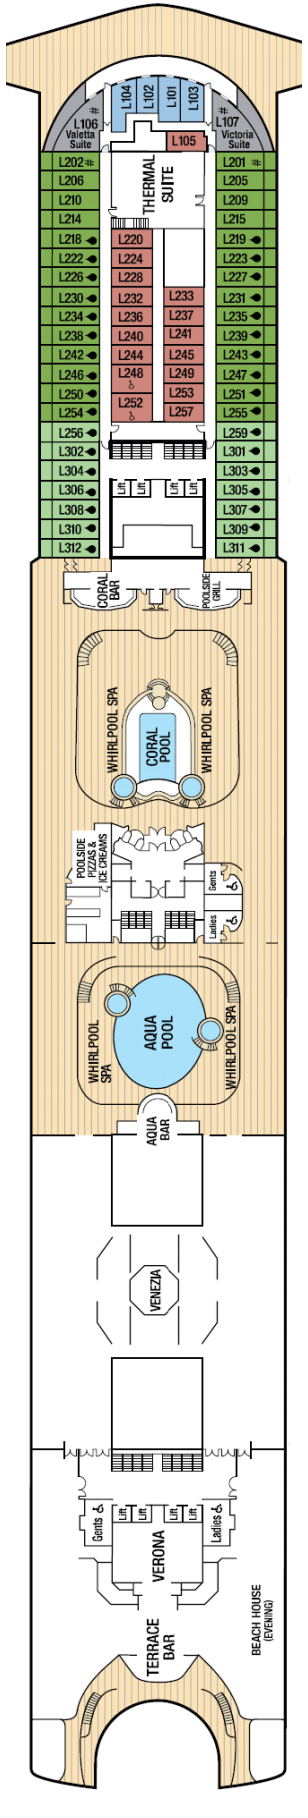 L104
L102
L101
L103
#
L106
Valetta
Suite
#
L107
Victoria
Suite
L105
THERMAL
SUITE
L202 #
L206
L210
L214
L218
L222
L226
L230
L234
L238
L242
L246
L250
L254
L256
L302
L304
L306
L308
L310
L312
L220
L224
L228
L232
L236
L240
L244
L248
L252
L233
L237
L241
L245
L249
L253
L257
L201 #
L205
L209
L215
L219
L223
L227
L231
L235
L239
L243
L247
L251
L255
L259
L301
L303
L305
L307
L309
L311
Lift
Lift
Lift
Lift
CORAL
BAR
POOLSIDE
GRILL
WHIRLPOOL SPA
CORAL
POOL
WHIRLPOOL SPA
POOLSIDE
PIZZAS &
ICE CREAMS
Gents
Ladies
WHIRLPOOL
SPA
AQUA
POOL
WHIRLPOOL SPA
AQUA
BAR
VENEZIA
Gents
Lift
Lift
Lift
Lift
Ladies
VERONA
TERRACE
BAR
BEACH HOUSE
(EVENING)